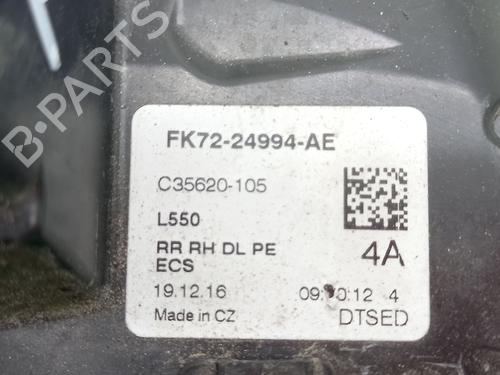 FK72-24994-AE
C35620-105
L550
RR RH DL PE
4A
ECS
19.12.16
4
Made in CZ
DTSED